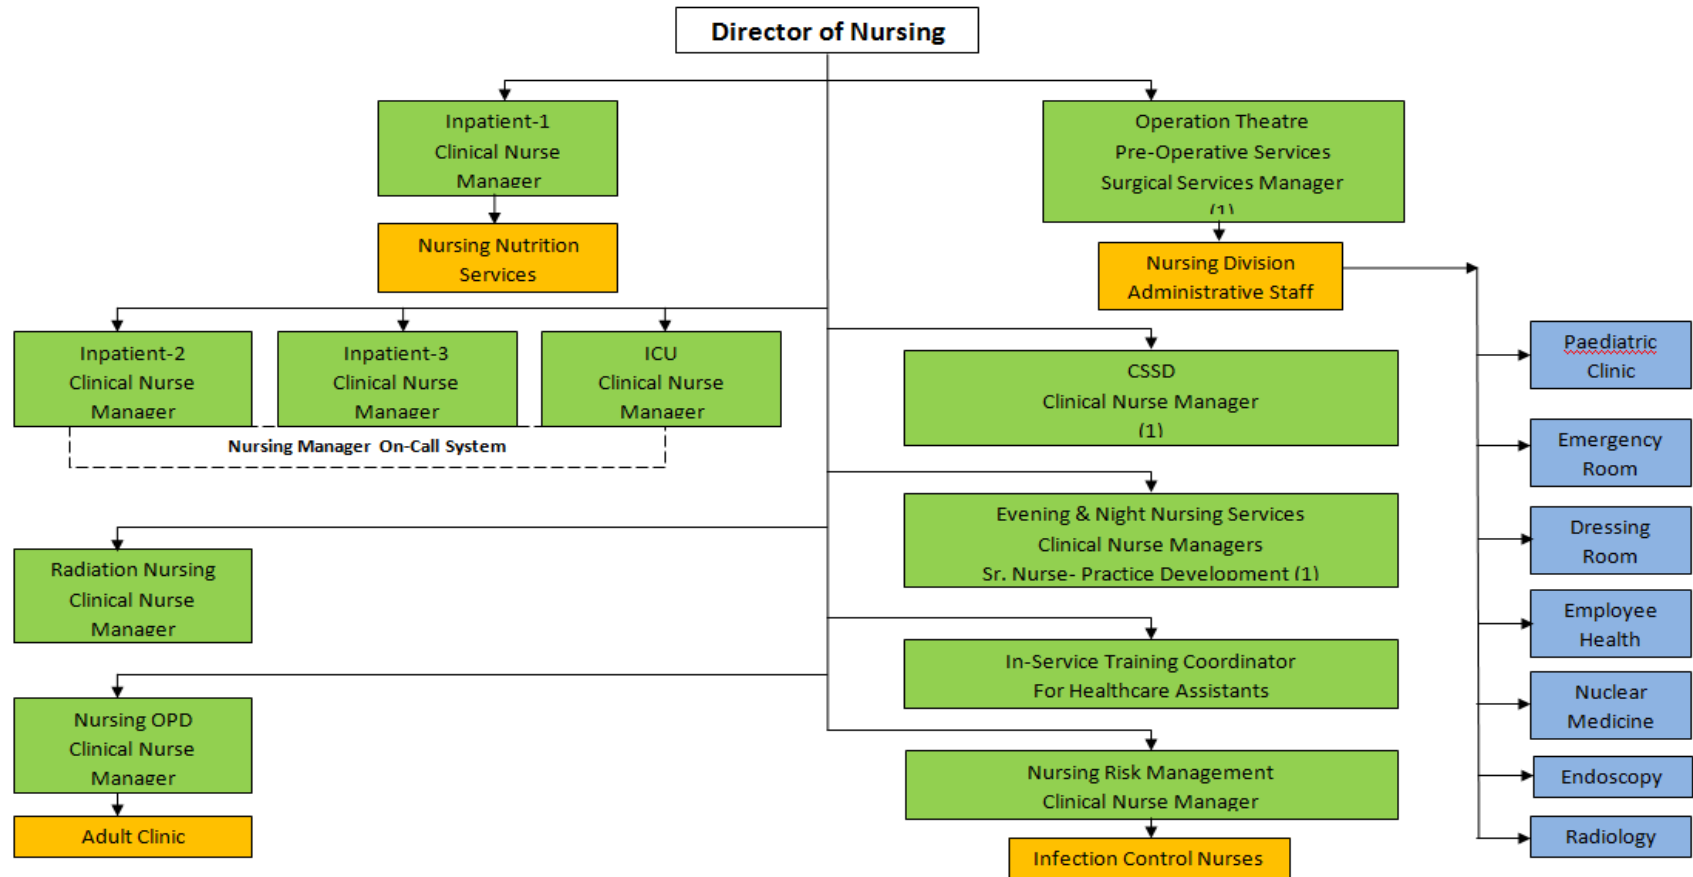 Director of Nursing
Inpatient-1
Clinical Nurse
Manager
Operation Theatre
Pre-Operative Services
Surgical Services Manager
(1)
Nursing Nutrition
Services
Nursing Division
Administrative Staff
Inpatient-2
Clinical Nurse
Manager
Inpatient-3
Clinical Nurse
Manager
ICU
Clinical Nurse
Manager
Nursing Manager On-Call System
CSSD
Clinical Nurse Manager
(1)
Evening & Night Nursing Services
Clinical Nurse Managers
Sr. Nurse- Practice Development (1)
Radiation Nursing
Clinical Nurse
Manager
In-Service Training Coordinator
For Healthcare Assistants
Nursing OPD
Clinical Nurse
Manager
Adult Clinic
Nursing Risk Management
Clinical Nurse Manager
Infection Control Nurses
Paediatric
Clinic
Emergency
Room
Dressing
Room
Employee
Health
Nuclear
Medicine
Endoscopy
Radiology